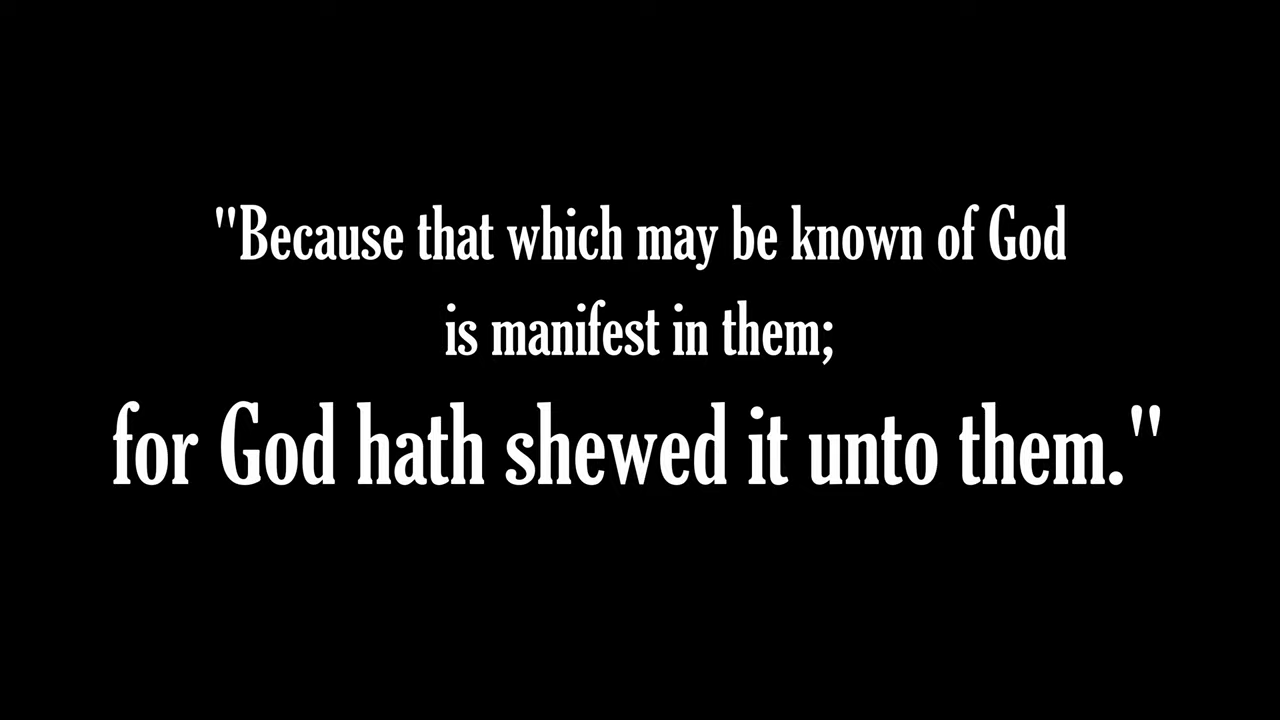 "Because that which may be known of God
is manifest in them;
for God hath shewed it unto them."